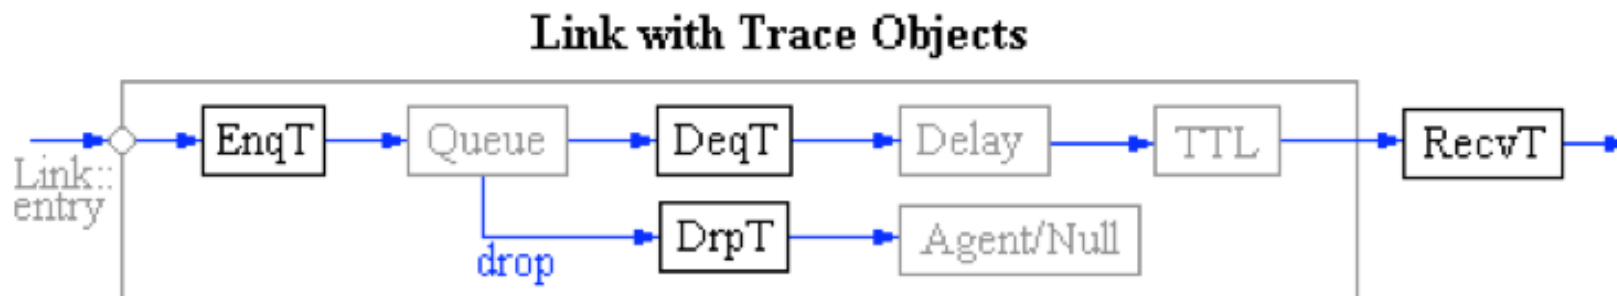 Link with Trace Objects
EnqT
Queue
DeqT
Delay
TTL
RecvT
Link::
entry
drop
DrpT
Agent/Null